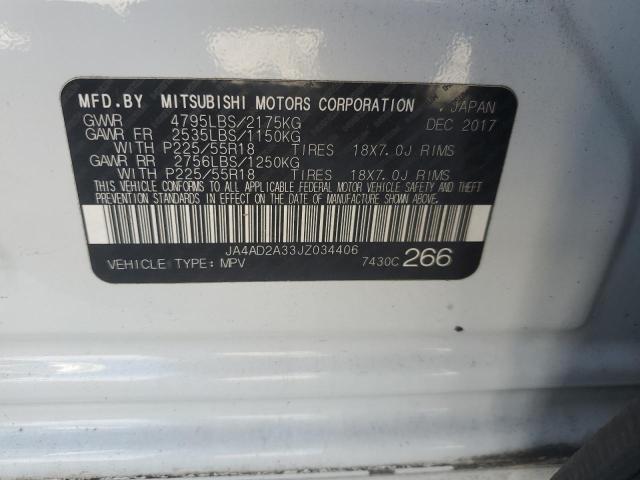 MFD.BY MITSUBISHI MOTORS CORPORATION , JAPAN
GVWR 4795LBS/2175KG DEC 2017
GAWR FR 2535LBS/1150KG
WITH P225/55R18 TIRES 18X7.0J RIMS
GAWR RR 2756LBS/1250KG
WITH P225/55R18 TIRES 18X7.0J RIMS
THIS VEHICLE CONFORMS TO ALL APPLICABLE FEDERAL MOTOR VEHICLE SAFETY AND THEFT
PREVENTION STANDARDS IN EFFECT ON THE DATE OF MANUFACTURE SHOWN ABOVE.
JA4AD2A33JZ034406
VEHICLE TYPE: MPV 7430C 266